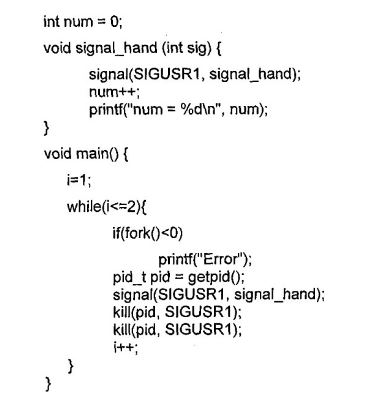 int num = 0;
void signal_hand (int sig) {
signal(SIGUSR1, signal_hand);
num++;
printf("num = %d\n", num);
}
void main() {
i=1;
while(i<=2){
if(fork()<0)
printf("Error");
pid_t pid = getpid();
signal(SIGUSR1, signal_hand);
kill(pid, SIGUSR1);
kill(pid, SIGUSR1);
i++;
}
}